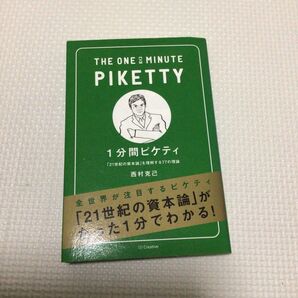 THE ONE MINUTE
PIKETTY
1分間ピケティ
「21世紀の資本論」を理解する77の理論
西村克己
全世界が注目するピケティ
「21世紀の資本論」が
たった1分でわかる!
SB Creative